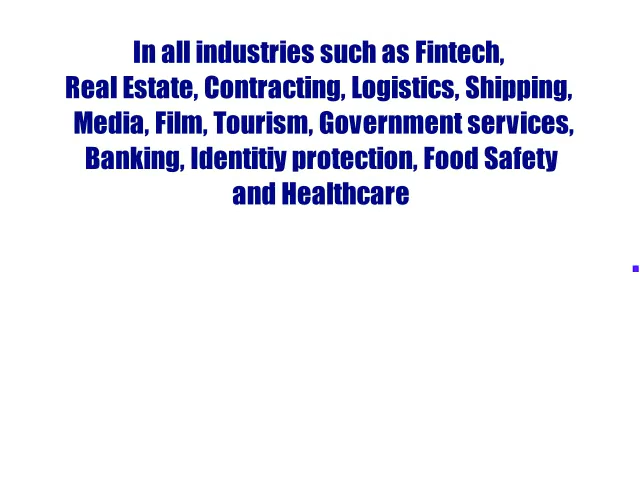 In all industries such as Fintech,
Real Estate, Contracting, Logistics, Shipping,
Media, Film, Tourism, Government services,
Banking, Identitiy protection, Food Safety
and Healthcare
.